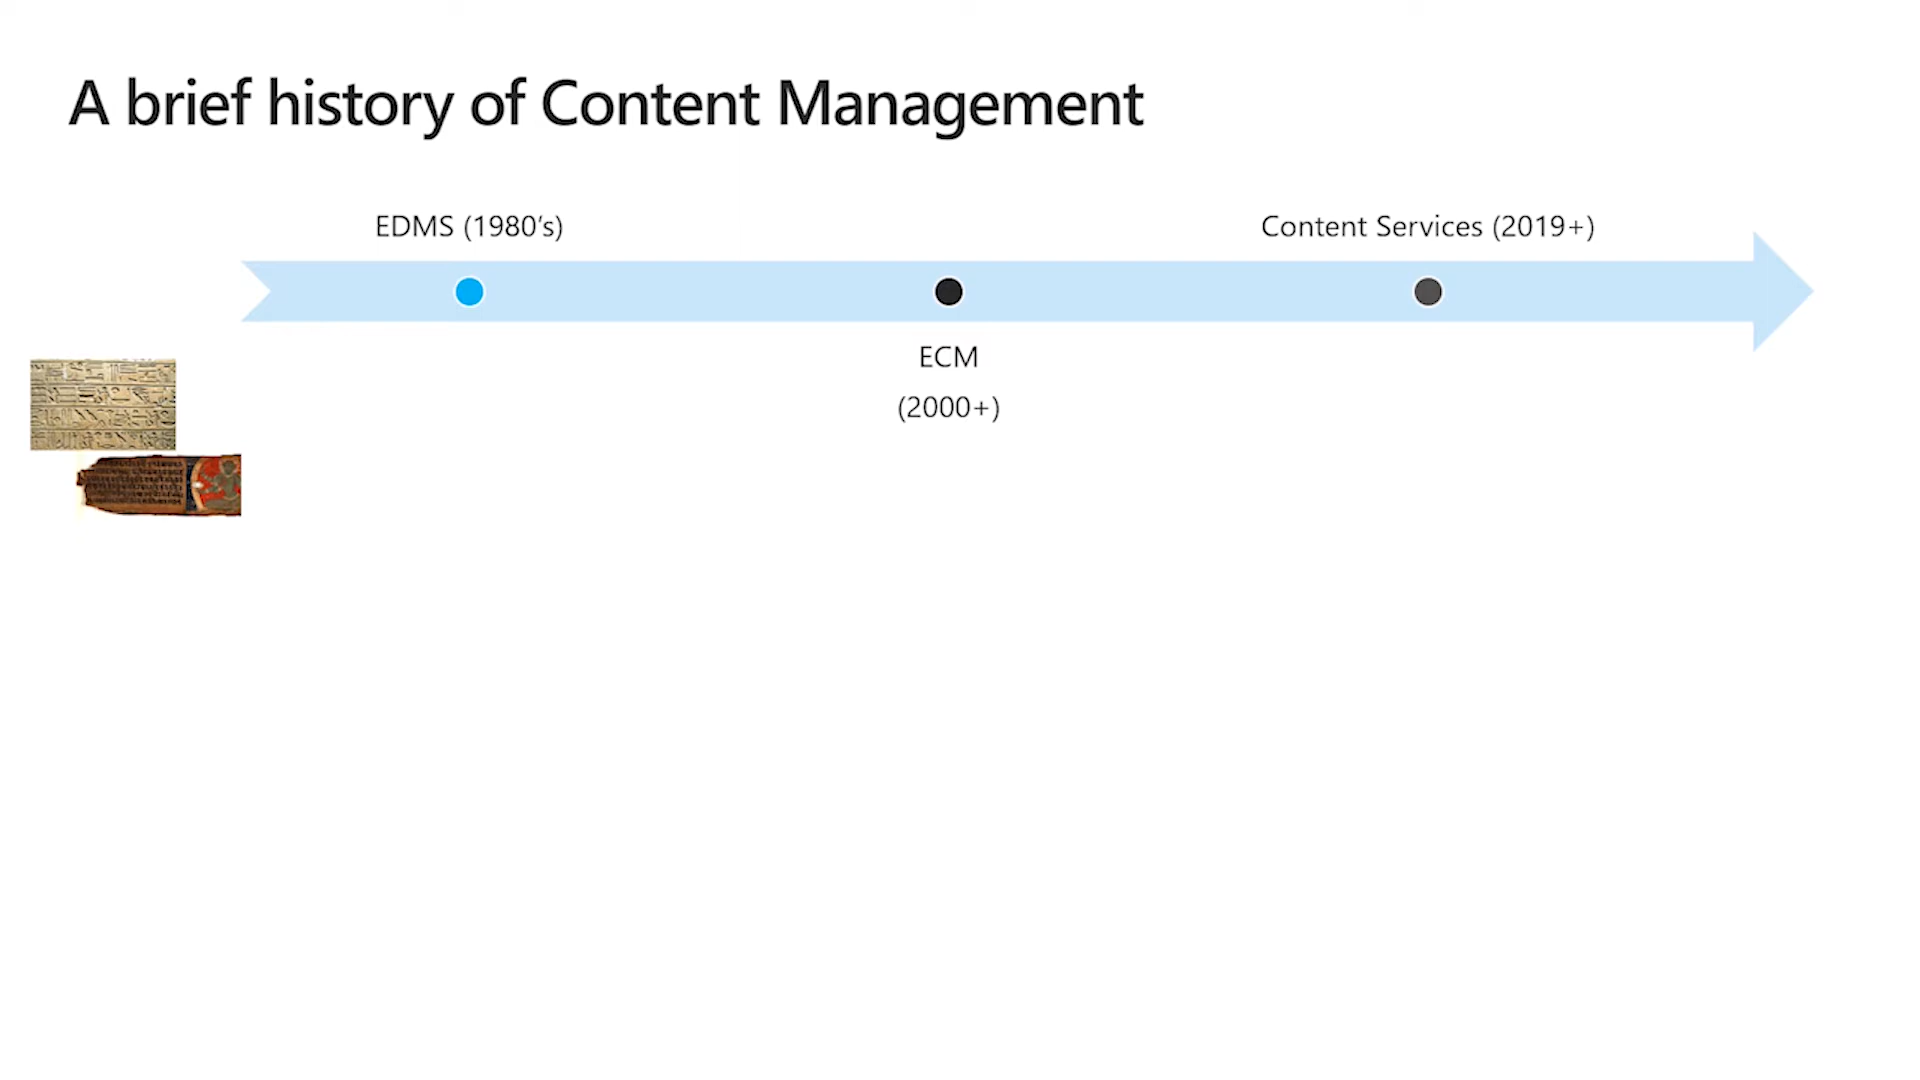 A brief history of Content Management
EDMS (1980’s)
Content Services (2019+)
ECM
(2000+)